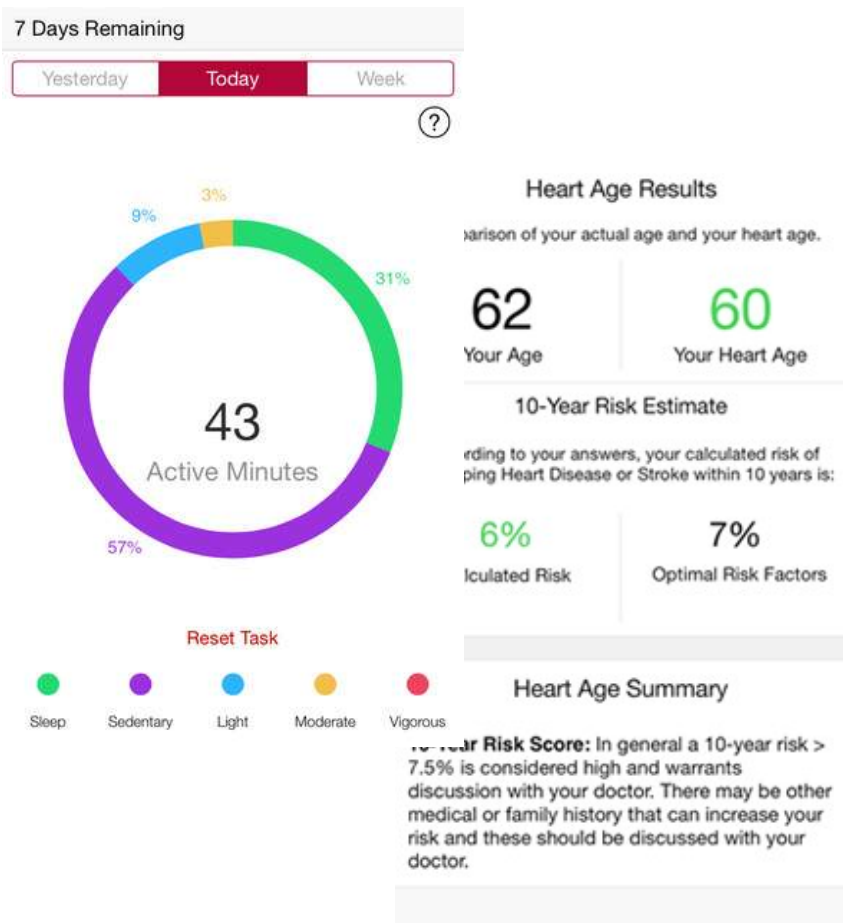 7 Days Remaining
Yesterday Today Week
?
3%
9%
31%
43
Active Minutes
57%
Reset Task
Sleep Sedentary Light Moderate Vigorous
Heart Age Results
of your actual age and your heart age.
62 60
Your Age Your Heart Age
10-Year Risk Estimate
to your answers, your calculated risk of
Heart Disease or Stroke within 10 years is:
6% 7%
Risk Optimal Risk Factors
Heart Age Summary
10-Year Risk Score: In general a 10-year risk >
7.5% is considered high and warrants
discussion with your doctor. There may be other
medical or family history that can increase your
risk and these should be discussed with your
doctor.